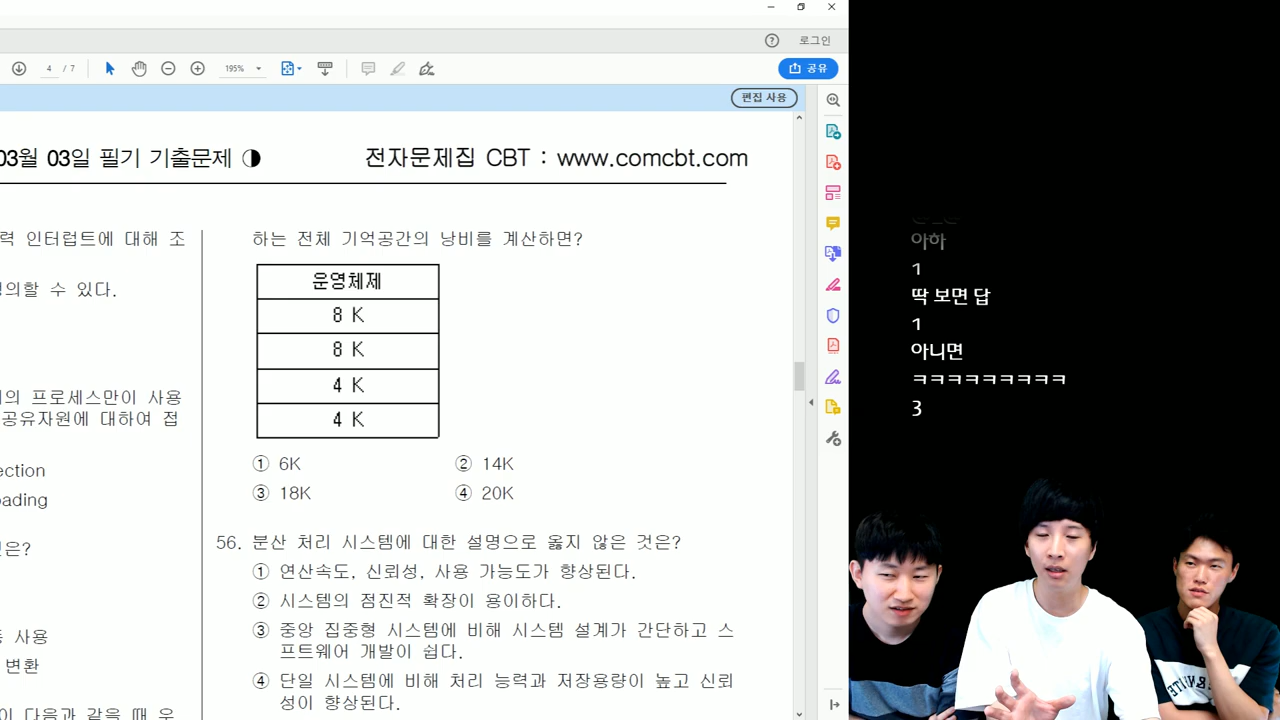 로그인
4 / 7
195%
공유
편집 사용
03월 03일 필기 기출문제
전자문제집 CBT : www.comcbt.com
력 인터럽트에 대해 조
의할 수 있다.
의 프로세스만이 사용
공유자원에 대하여 접
ection
oading
은?
사용
변환
이 다음과 같을 때 우
하는 전체 기억공간의 낭비를 계산하면?
운영체제
8 K
8 K
4 K
4 K
① 6K
② 14K
③ 18K
④ 20K
56. 분산 처리 시스템에 대한 설명으로 옳지 않은 것은?
① 연산속도, 신뢰성, 사용 가능도가 향상된다.
② 시스템의 점진적 확장이 용이하다.
③ 중앙 집중형 시스템에 비해 시스템 설계가 간단하고 스
프트웨어 개발이 쉽다.
④ 단일 시스템에 비해 처리 능력과 저장용량이 높고 신뢰
성이 향상된다.
아하
1
딱 보면 답
1
아니면
ㅋㅋㅋㅋㅋㅋㅋㅋㅋ
3